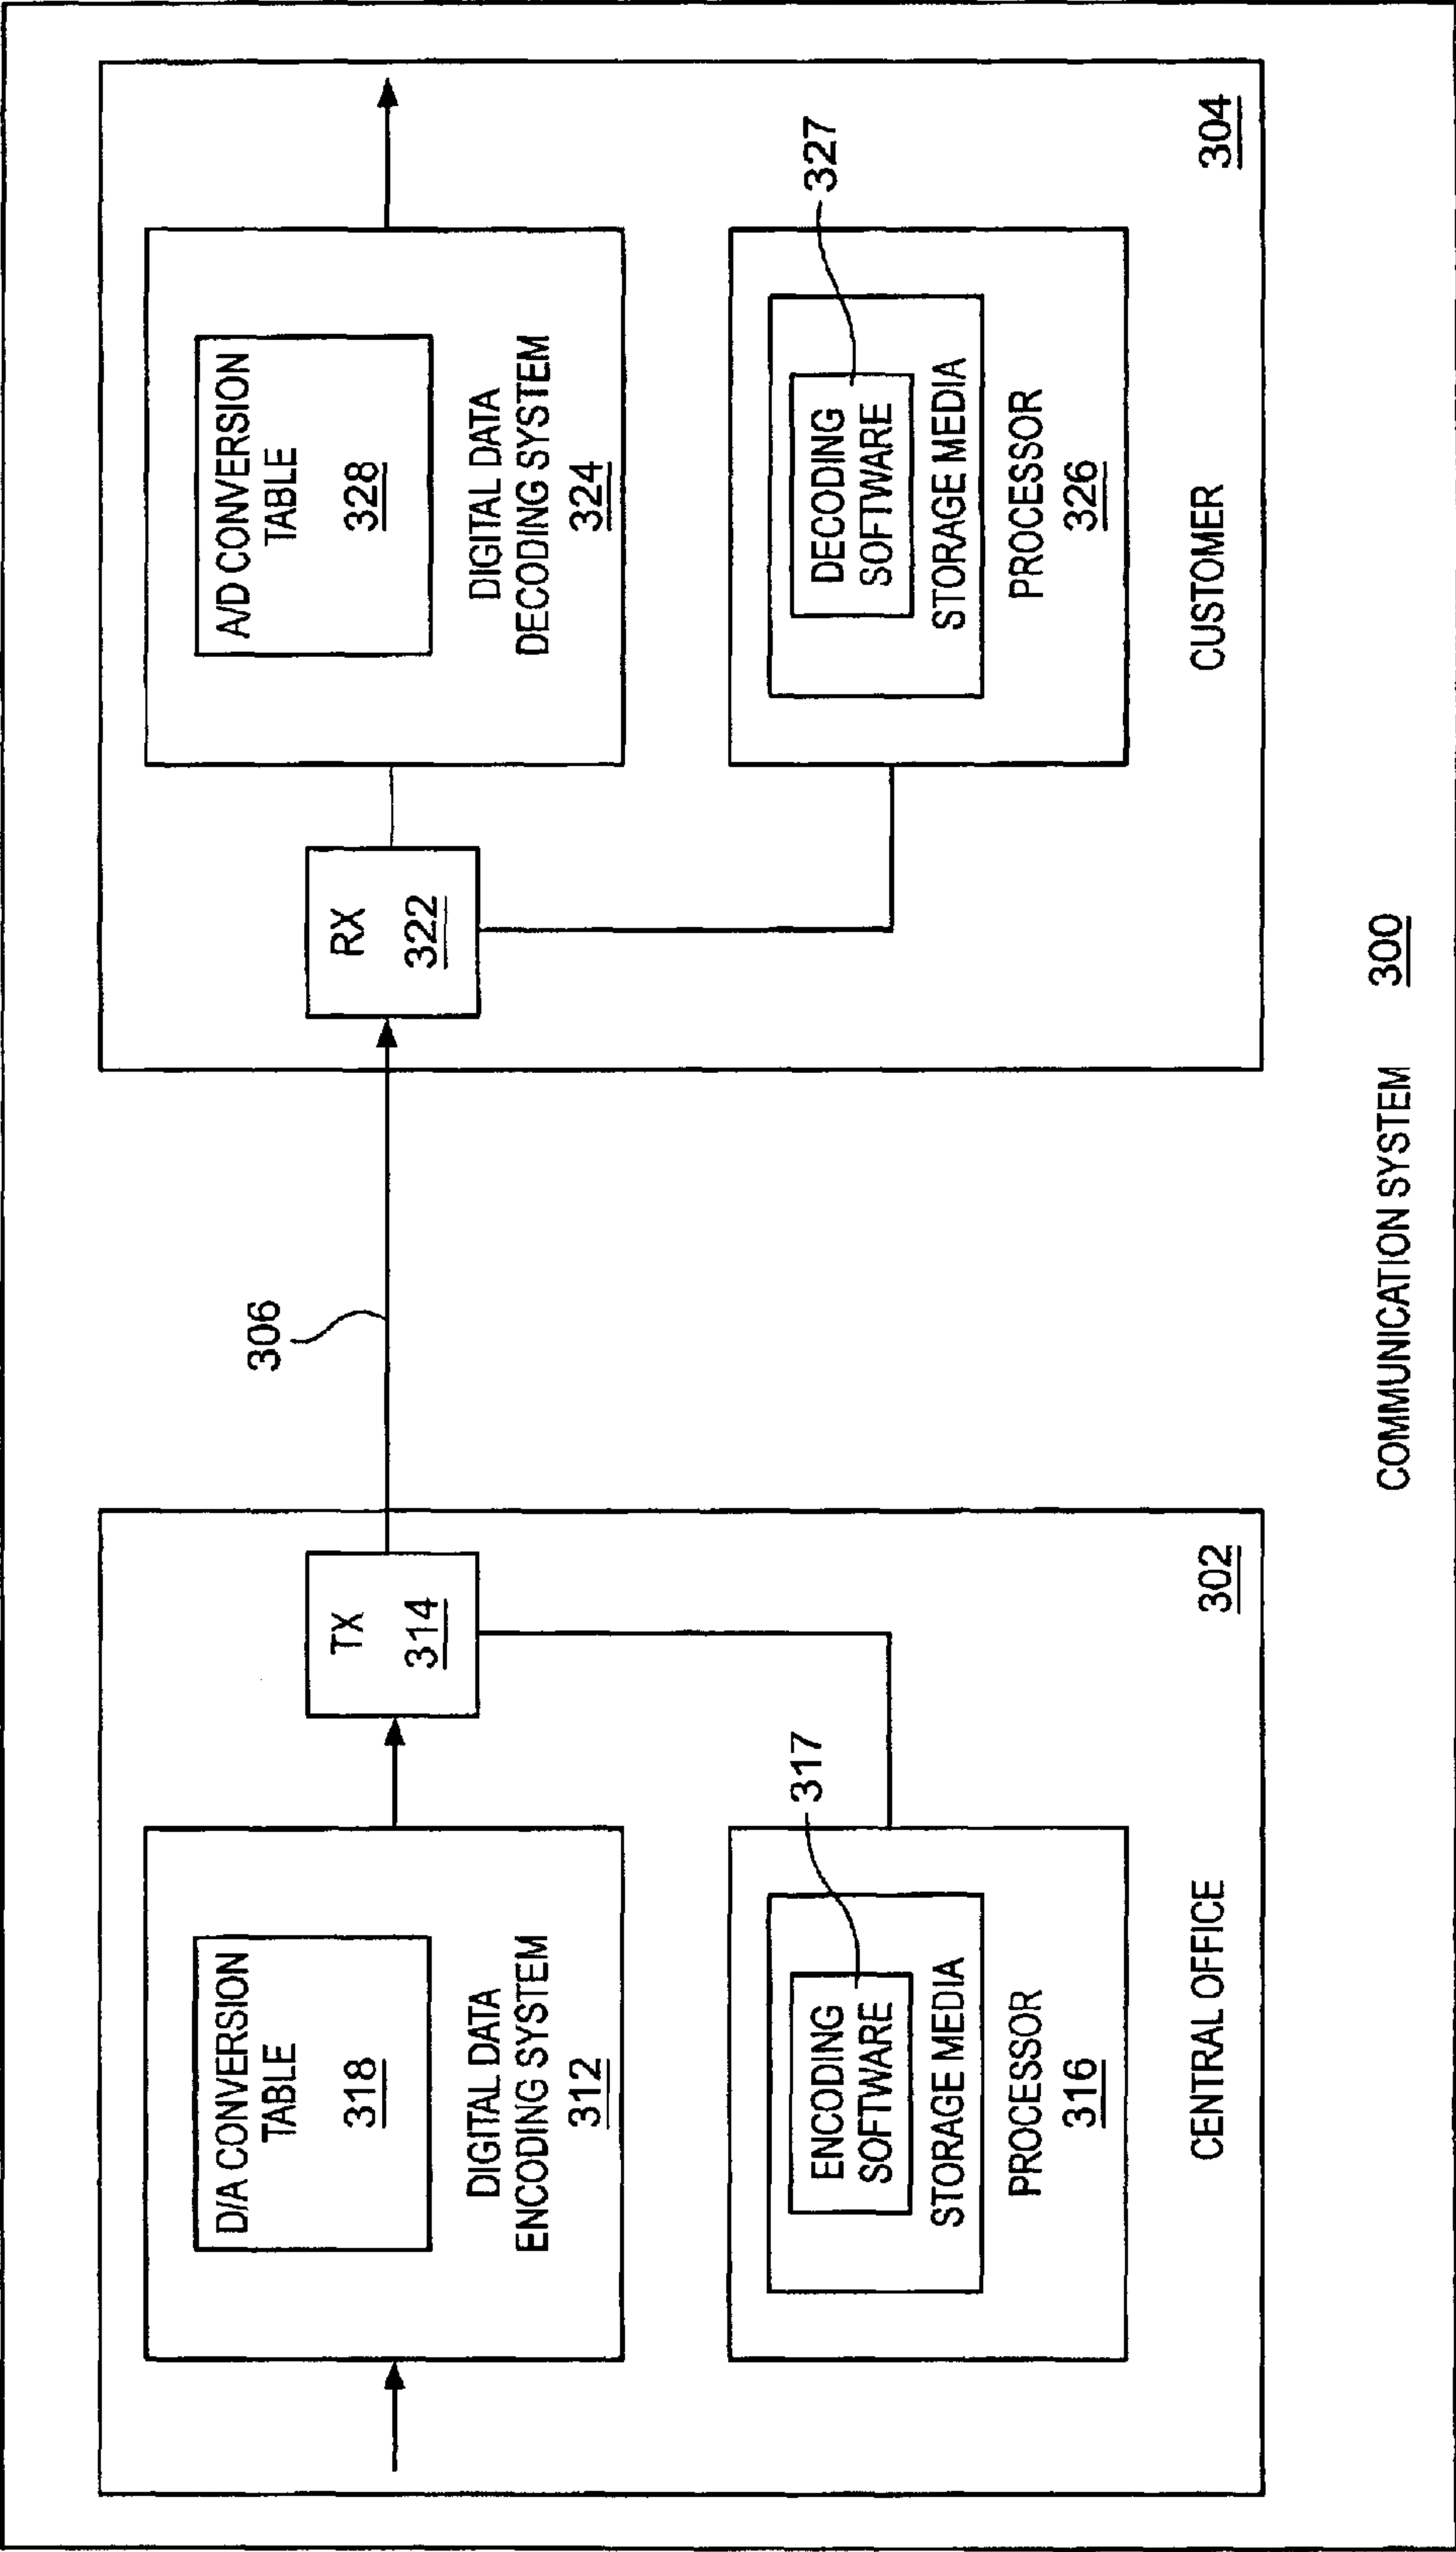 D/A CONVERSION
TABLE
318
DIGITAL DATA
ENCODING SYSTEM
312
TX
314
317
ENCODING
SOFTWARE
STORAGE MEDIA
PROCESSOR
316
CENTRAL OFFICE
302
306
RX
322
A/D CONVERSION
TABLE
328
DIGITAL DATA
DECODING SYSTEM
324
327
DECODING
SOFTWARE
STORAGE MEDIA
PROCESSOR
326
CUSTOMER
304
COMMUNICATION SYSTEM 300